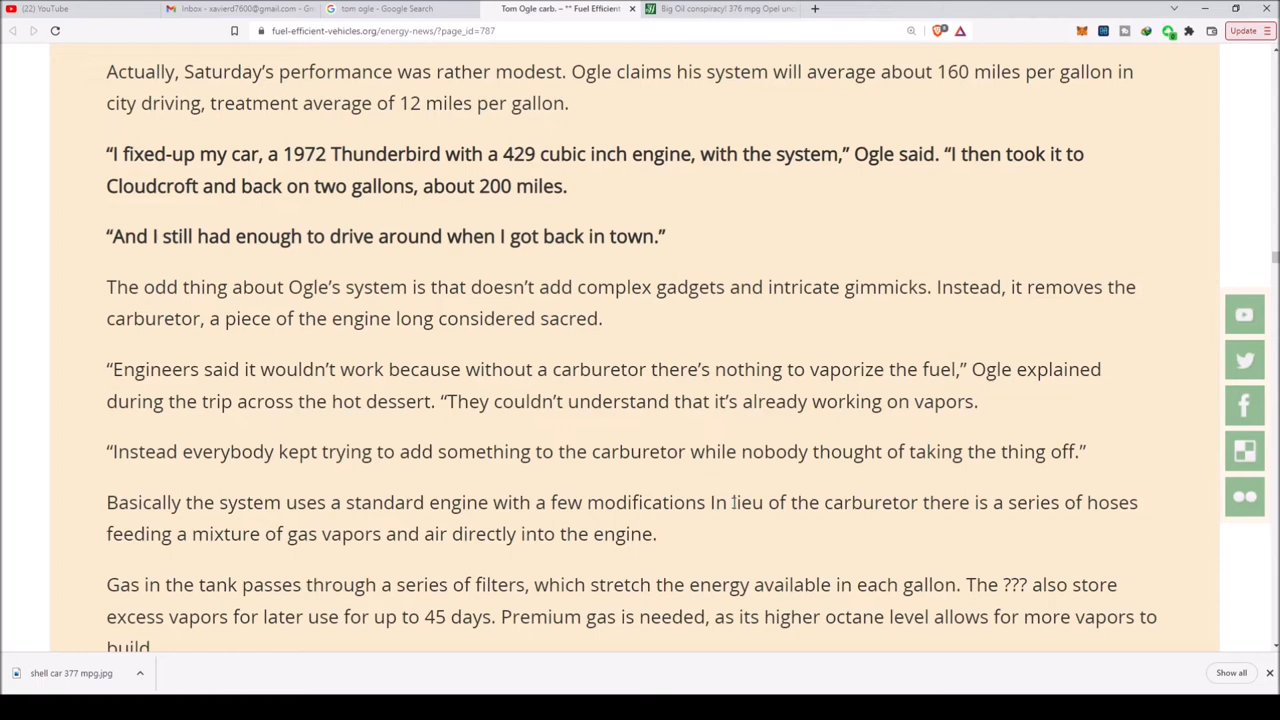 (22) YouTube
Inbox - xavierd7600@gmail.com - Gm
tom ogle - Google Search
Tom Ogle carb. – ** Fuel Efficient
Big Oil conspiracy! 376 mpg Opel unc
fuel-efficient-vehicles.org/energy-news/?page_id=787
Update
Actually, Saturday’s performance was rather modest. Ogle claims his system will average about 160 miles per gallon in
city driving, treatment average of 12 miles per gallon.
“I fixed-up my car, a 1972 Thunderbird with a 429 cubic inch engine, with the system,” Ogle said. “I then took it to
Cloudcroft and back on two gallons, about 200 miles.
“And I still had enough to drive around when I got back in town.”
The odd thing about Ogle’s system is that doesn’t add complex gadgets and intricate gimmicks. Instead, it removes the
carburetor, a piece of the engine long considered sacred.
“Engineers said it wouldn’t work because without a carburetor there’s nothing to vaporize the fuel,” Ogle explained
during the trip across the hot dessert. “They couldn’t understand that it’s already working on vapors.
“Instead everybody kept trying to add something to the carburetor while nobody thought of taking the thing off.”
Basically the system uses a standard engine with a few modifications In lieu of the carburetor there is a series of hoses
feeding a mixture of gas vapors and air directly into the engine.
Gas in the tank passes through a series of filters, which stretch the energy available in each gallon. The ??? also store
excess vapors for later use for up to 45 days. Premium gas is needed, as its higher octane level allows for more vapors to
build
shell car 377 mpg.jpg
Show all